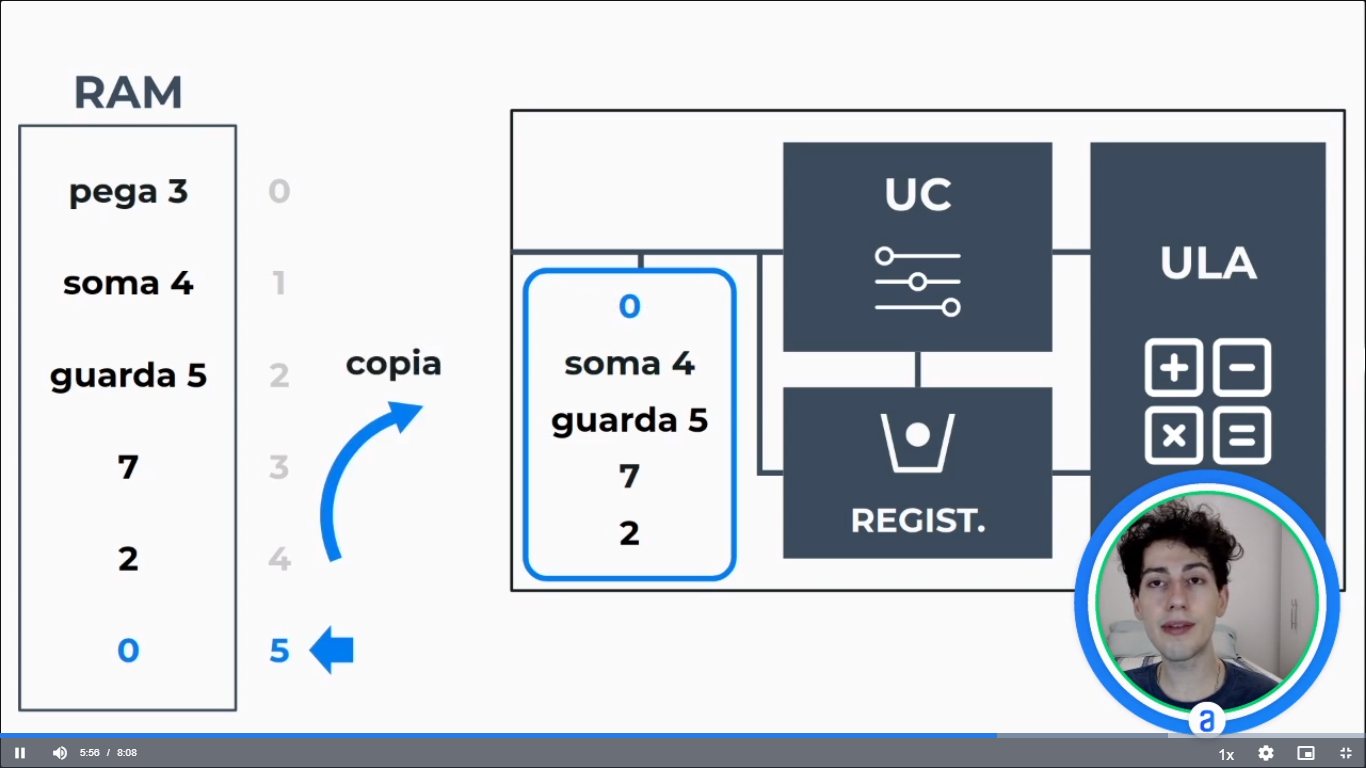 RAM
pega 3 0
soma 4 1
guarda 5 2
7 3
2 4
0 5
copia
0
soma 4
guarda 5
7
2
UC
REGIST.
ULA
a
5:56 / 8:08
1x